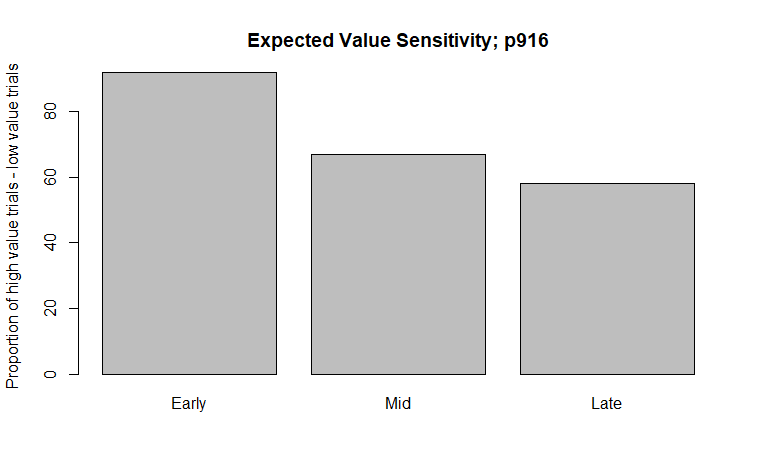 Expected Value Sensitivity; p916
Proportion of high value trials - low value trials
80
60
40
20
0
Early Mid Late